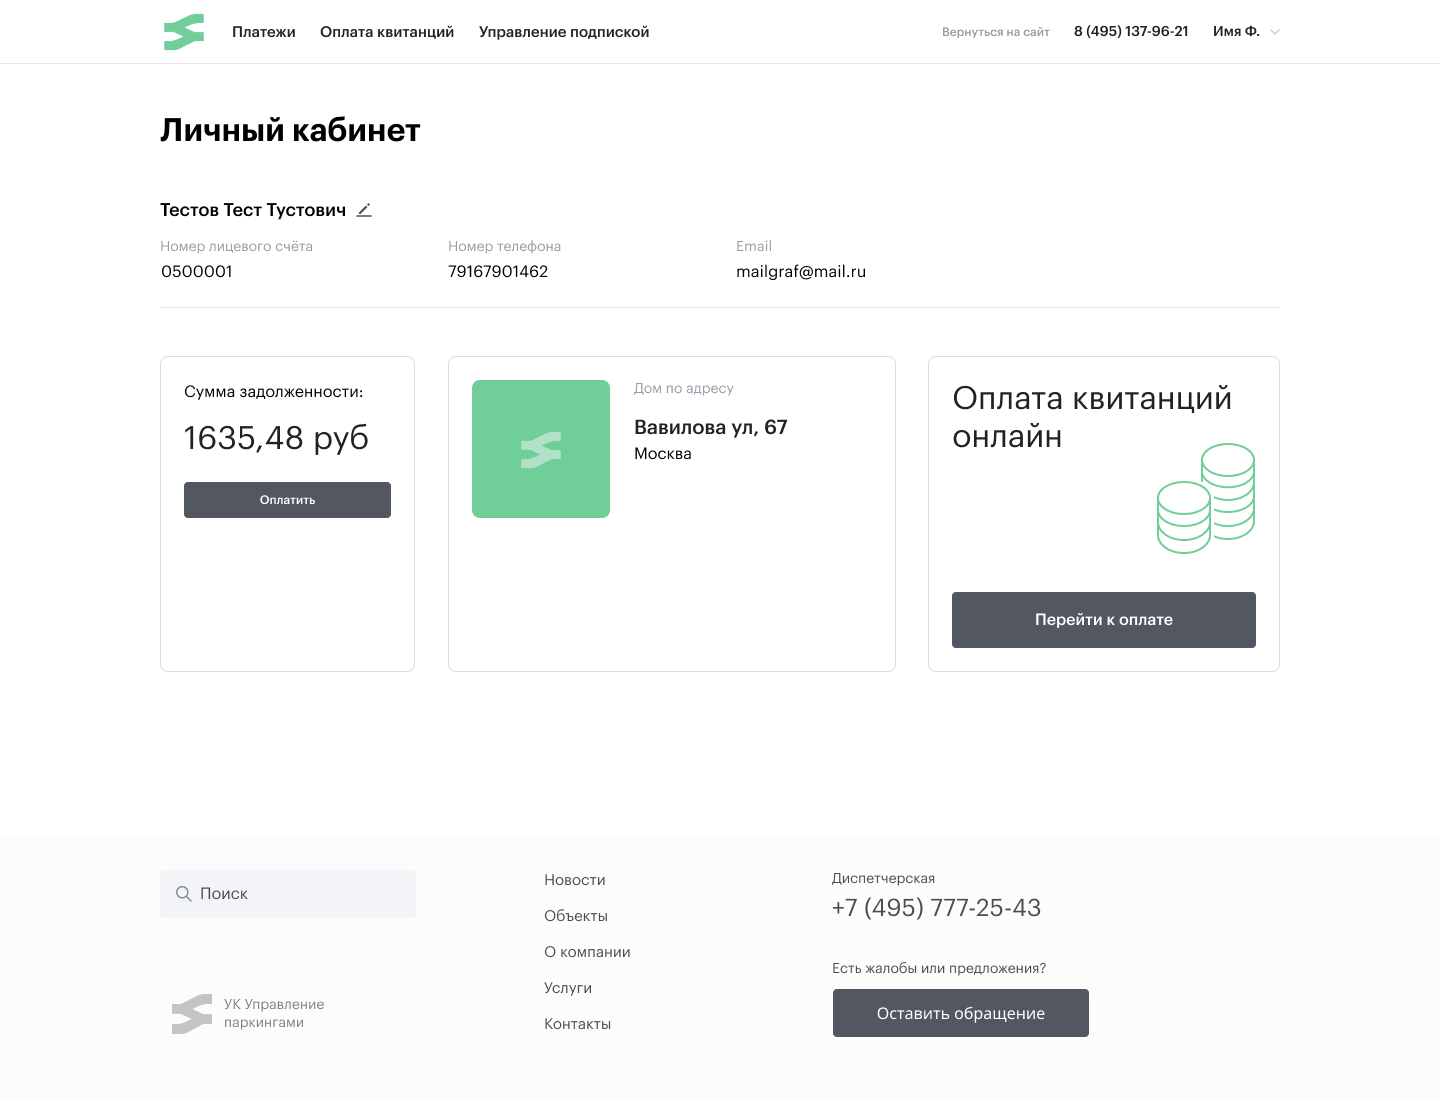 Платежи
Оплата квитанций
Управление подпиской
Вернуться на сайт
8 (495) 137-96-21
Имя Ф.
Личный кабинет
Тестов Тест Тустович
Номер лицевого счёта
0500001
Номер телефона
79167901462
Email
mailgraf@mail.ru
Сумма задолженности:
1635,48 руб
Оплатить
Дом по адресу
Вавилова ул, 67
Москва
Оплата квитанций
онлайн
Перейти к оплате
Поиск
УК Управление
паркингами
Новости
Объекты
О компании
Услуги
Контакты
Диспетчерская
+7 (495) 777-25-43
Есть жалобы или предложения?
Оставить обращение